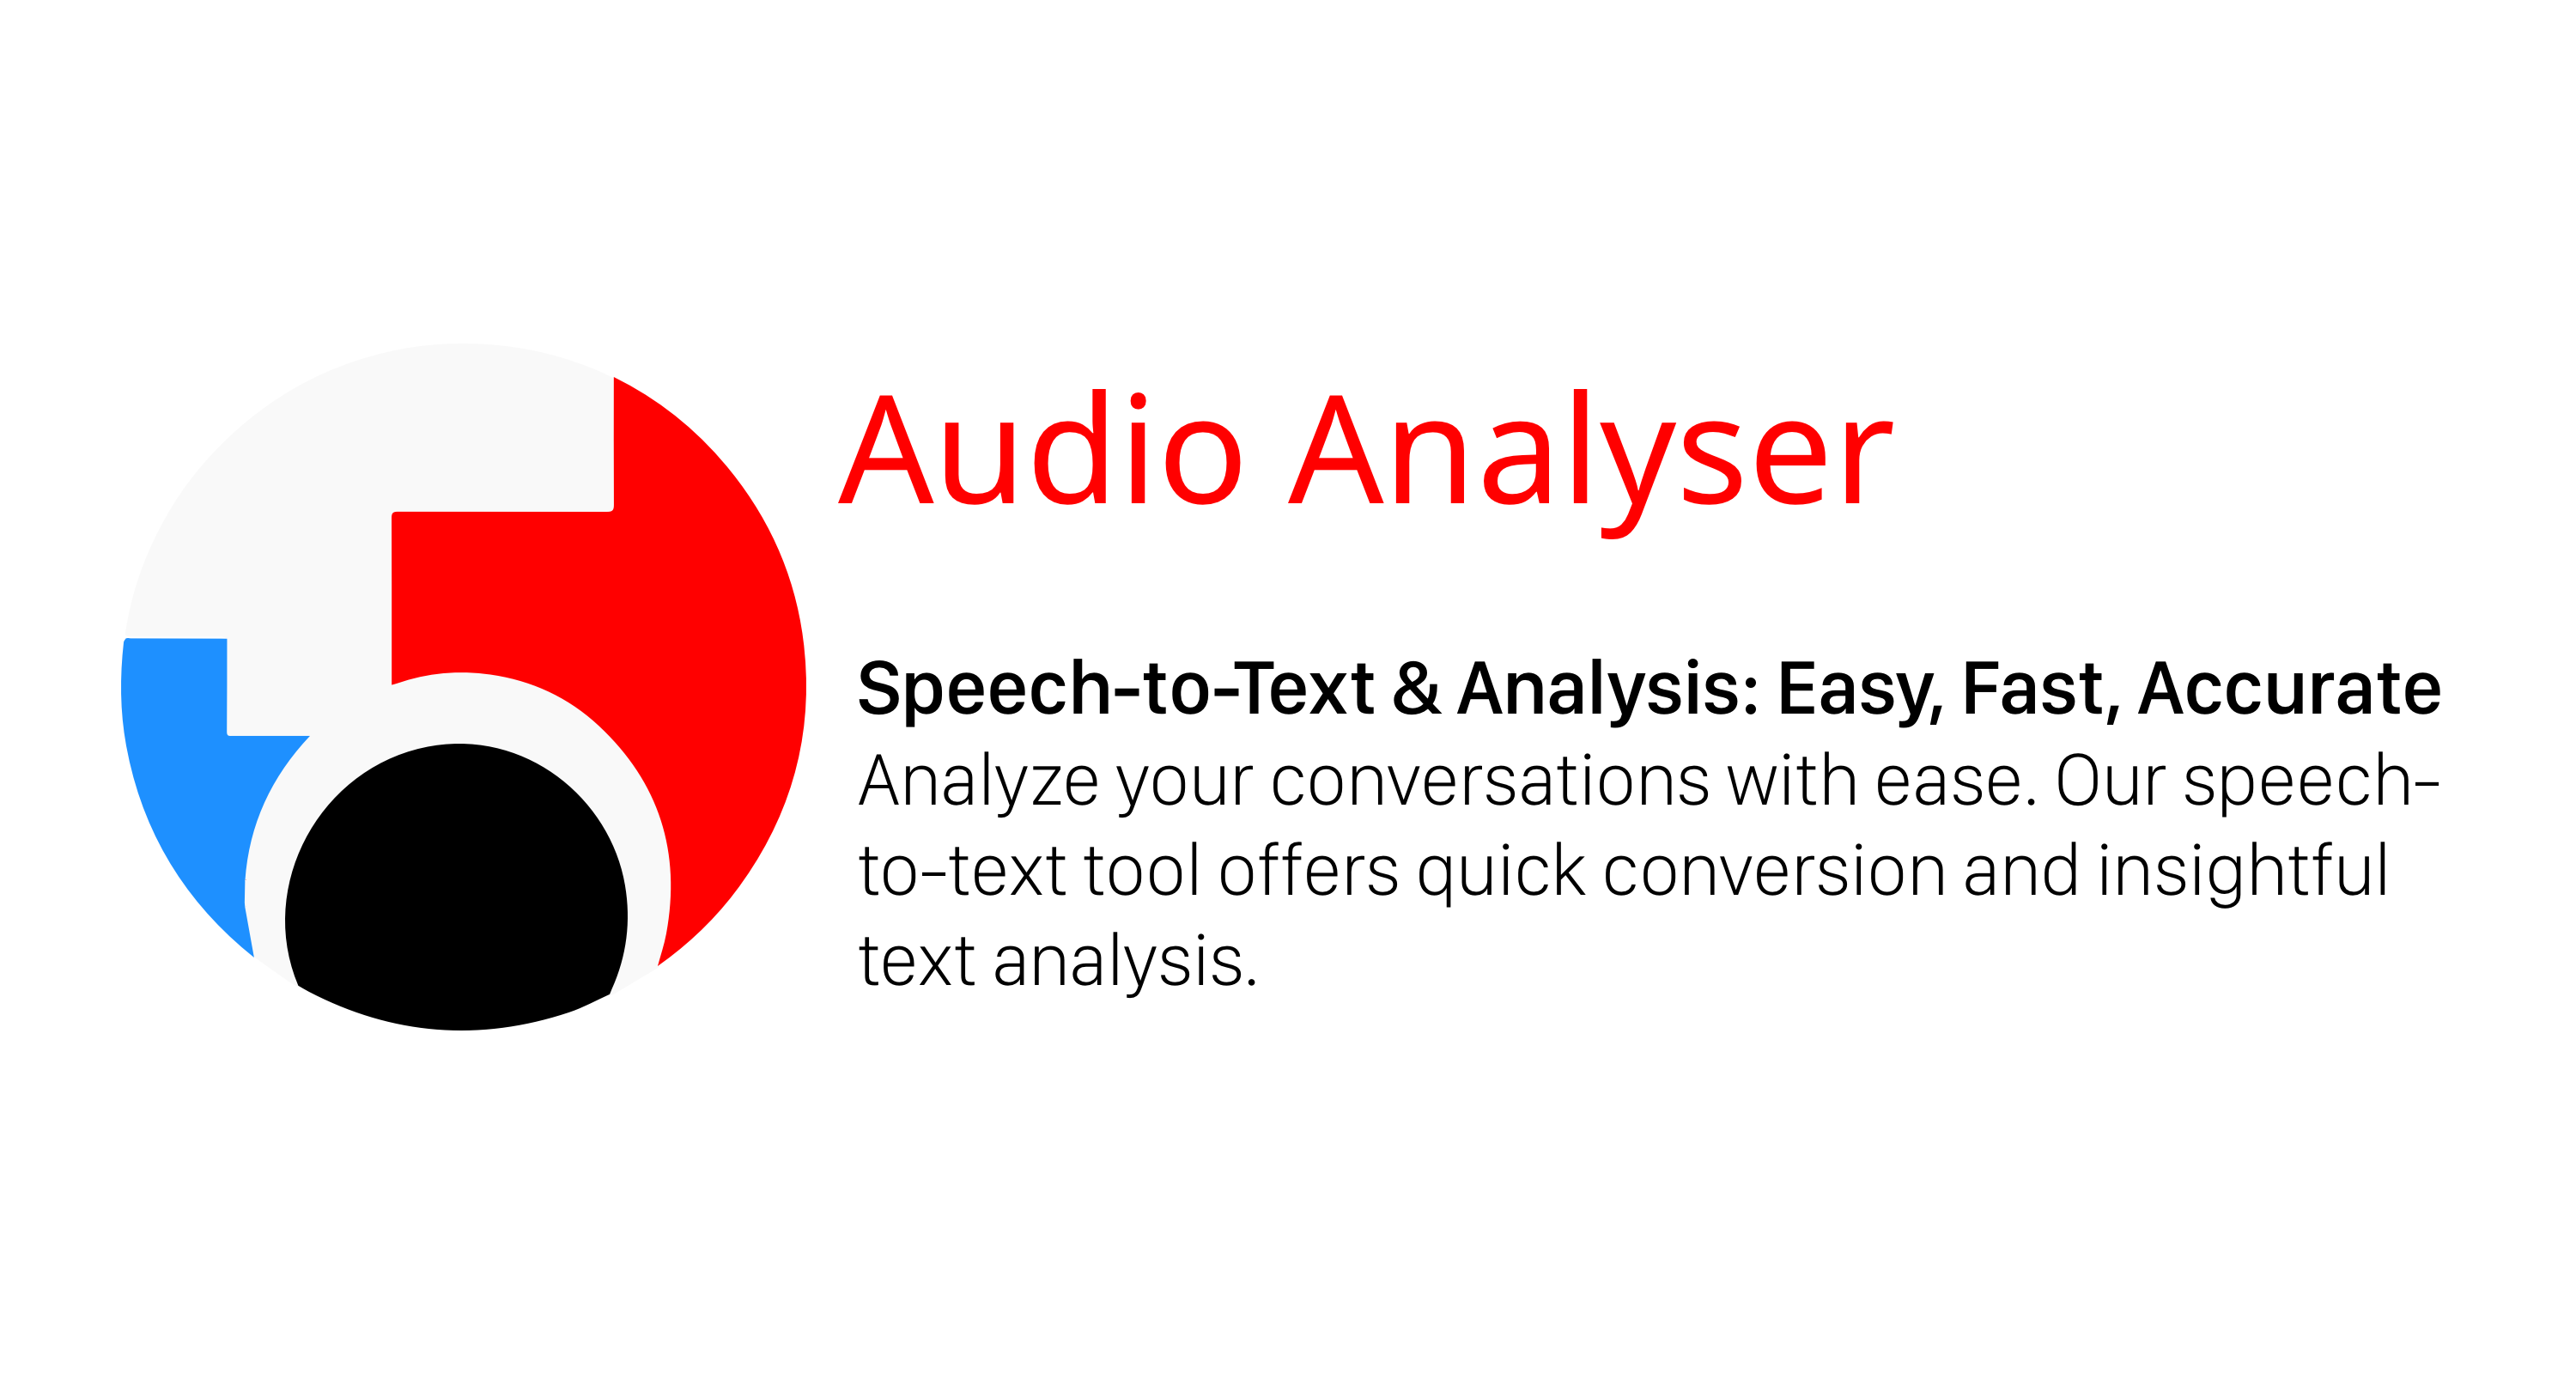 Audio Analyser
Speech-to-Text & Analysis: Easy, Fast, Accurate
Analyze your conversations with ease. Our speech-
to-text tool offers quick conversion and insightful
text analysis.